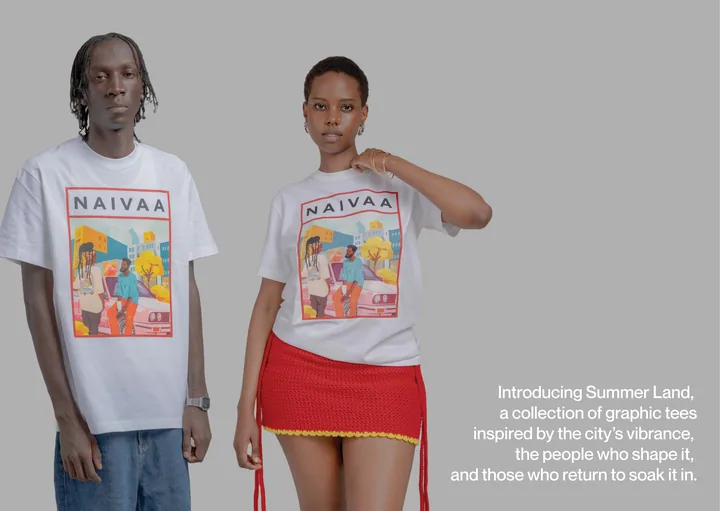 NAIVAA
NAIVAA
Introducing Summer Land,
a collection of graphic tees
inspired by the city's vibrance,
the people who shape it,
and those who return to soak it in.